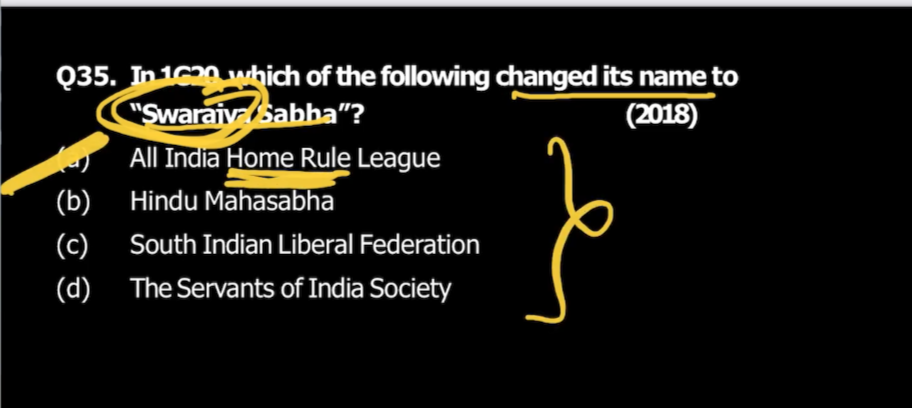 Q35. In 1920, which of the following changed its name to
"Swarajya Sabha"? (2018)
(a) All India Home Rule League
(b) Hindu Mahasabha
(c) South Indian Liberal Federation
(d) The Servants of India Society